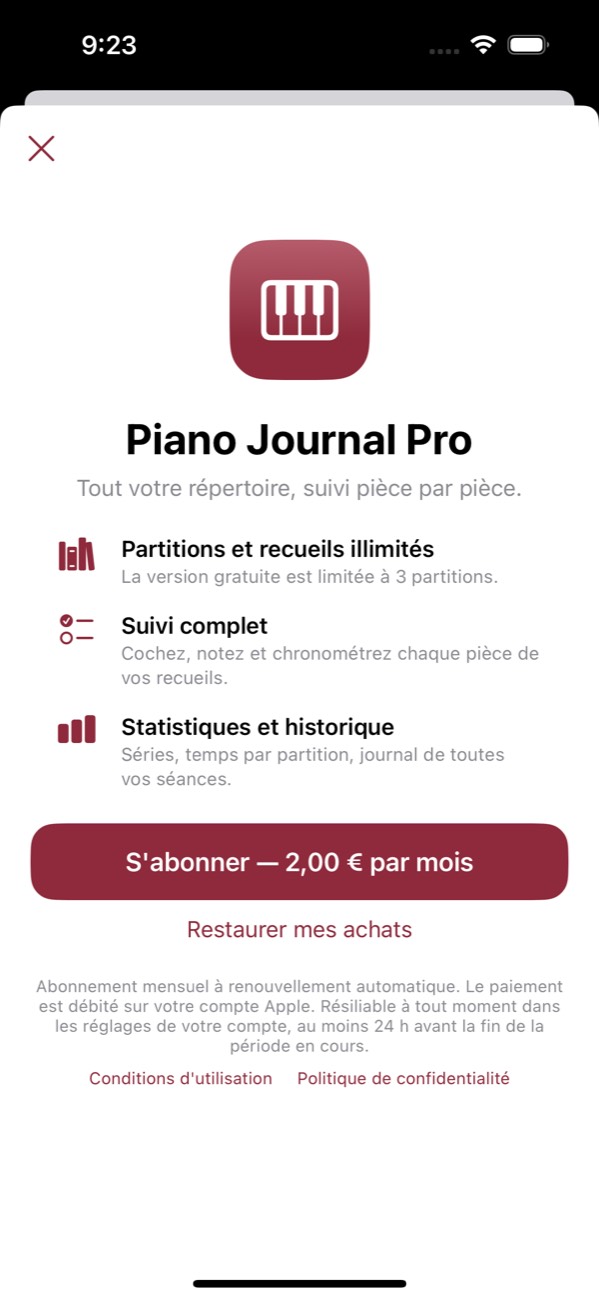 9:23
Piano Journal Pro
Tout votre répertoire, suivi pièce par pièce.
Partitions et recueils illimités
La version gratuite est limitée à 3 partitions.
Suivi complet
Cochez, notez et chronométrez chaque pièce de
vos recueils.
Statistiques et historique
Séries, temps par partition, journal de toutes
vos séances.
S'abonner — 2,00 € par mois
Restaurer mes achats
Abonnement mensuel à renouvellement automatique. Le paiement
est débité sur votre compte Apple. Résiliable à tout moment dans
les réglages de votre compte, au moins 24 h avant la fin de la
période en cours.
Conditions d'utilisation Politique de confidentialité